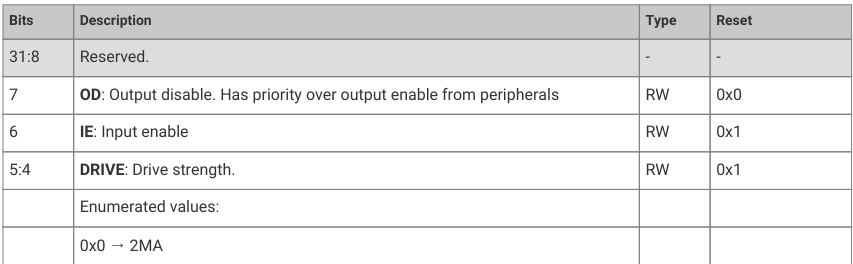 Bits Description Type Reset
31:8 Reserved. - -
7 OD: Output disable. Has priority over output enable from peripherals RW 0x0
6 IE: Input enable RW 0x1
5:4 DRIVE: Drive strength. RW 0x1
Enumerated values:
0x0 → 2MA